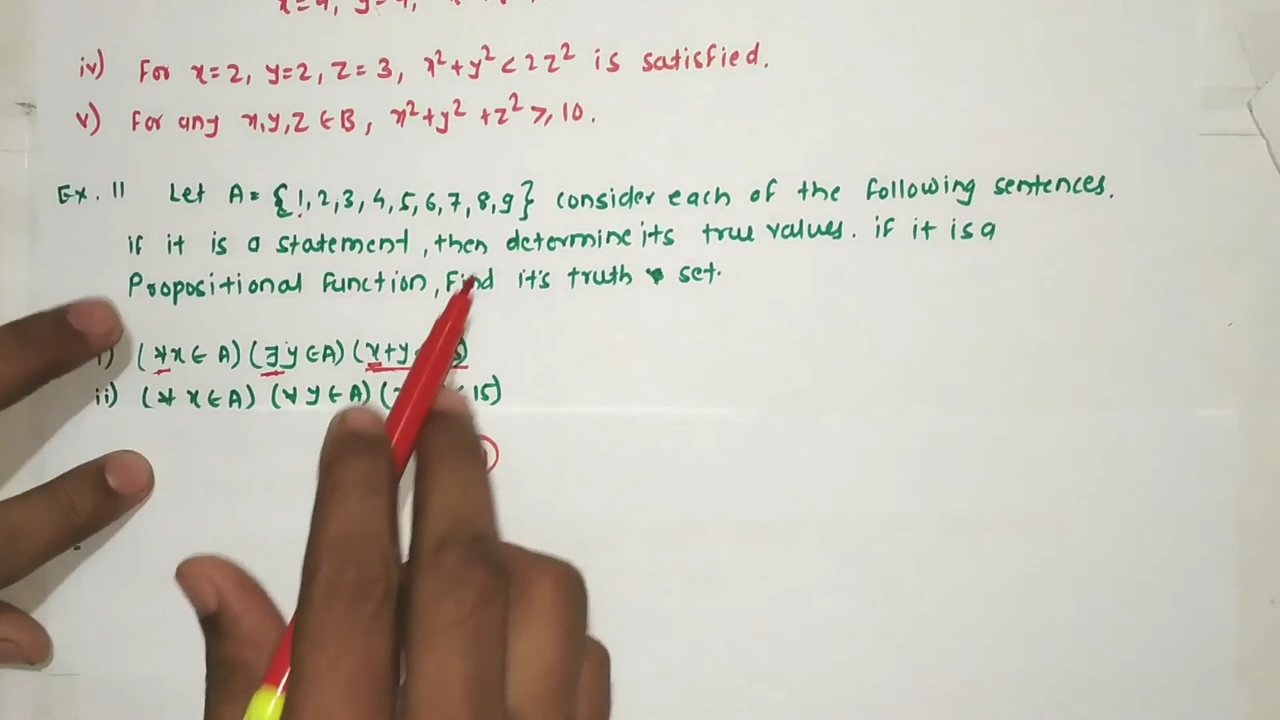 x=4, y=4,
iv) For x=2, y=2, z=3, x²+y²<2z² is satisfied.
v) For any x,y,z ∈ B, x²+y²+z² ≥ 10.
Ex. 11 Let A = {1,2,3,4,5,6,7,8,9} consider each of the following sentences.
if it is a statement, then determine its true values. if it is a
Propositional Function, Find it's truth set.
i) (∀x ∈ A) (∃y ∈ A) (x+y
ii) (∀ x ∈ A) (∀ y ∈ A) ( < 15)